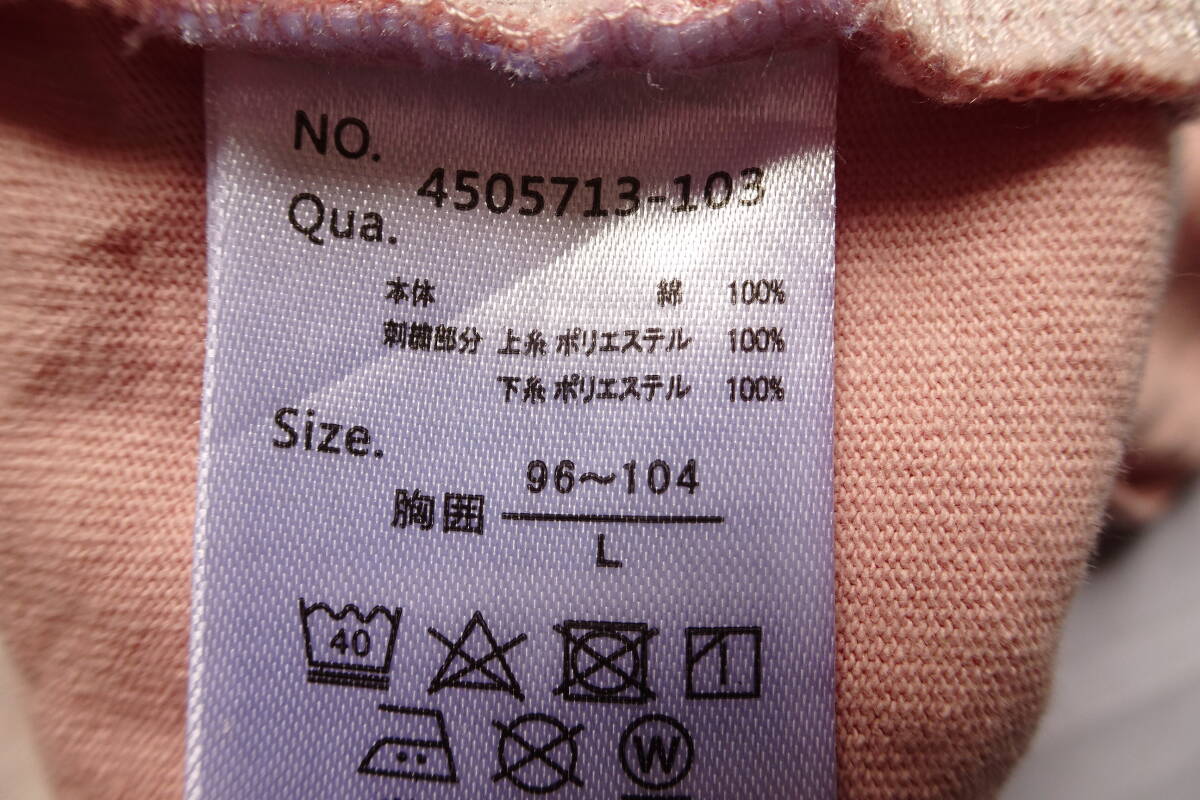 NO.
4505713-103
Qua.
本体 綿 100%
刺繍部分 上糸 ポリエステル 100%
下糸 ポリエステル 100%
Size.
胸囲 96~104
L
40
W